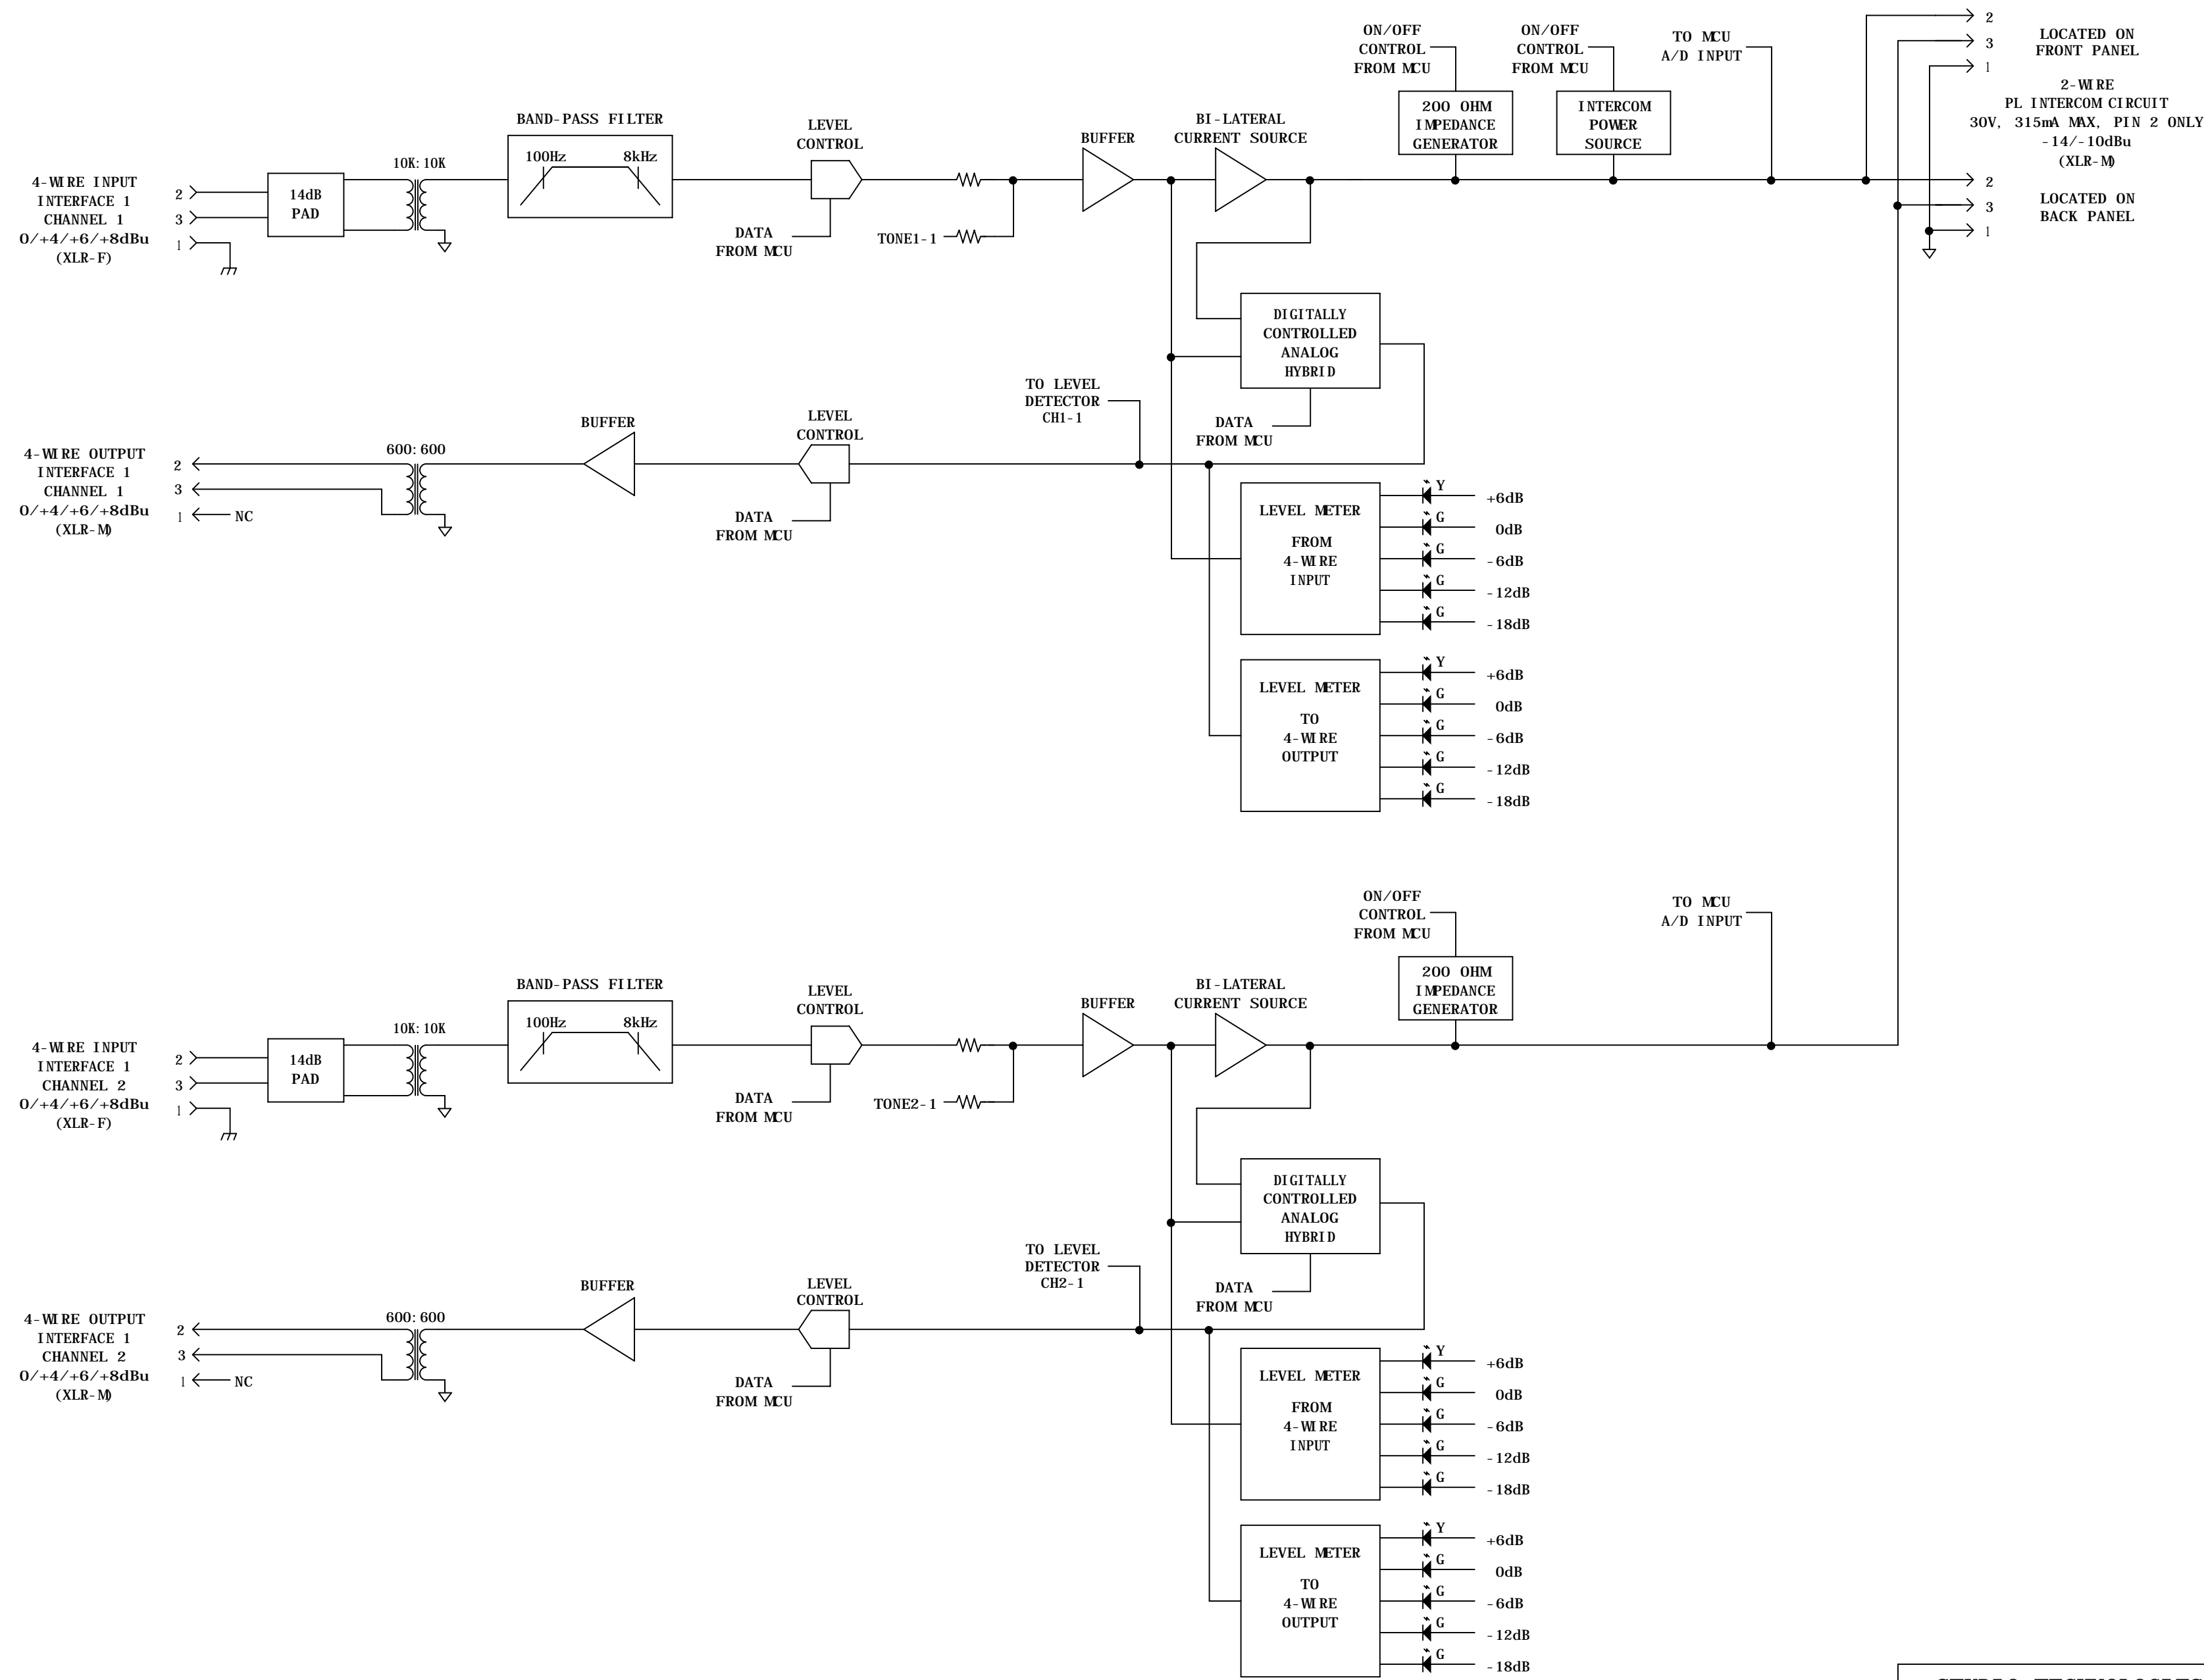 ON/OFF
CONTROL
FROM MCU
ON/OFF
CONTROL
FROM MCU
TO MCU
A/D INPUT
2
3
1
LOCATED ON
FRONT PANEL
2-WIRE
PL INTERCOM CIRCUIT
30V, 315mA MAX, PIN 2 ONLY
-14/-10dBu
(XLR-M)
2
3
1
LOCATED ON
BACK PANEL
200 OHM
IMPEDANCE
GENERATOR
INTERCOM
POWER
SOURCE
4-WIRE INPUT
INTERFACE 1
CHANNEL 1
0/+4/+6/+8dBu
(XLR-F)
2
3
1
14dB
PAD
10K:10K
BAND-PASS FILTER
100Hz
8kHz
LEVEL
CONTROL
DATA
FROM MCU
TONE1-1
BUFFER
BI-LATERAL
CURRENT SOURCE
DIGITALLY
CONTROLLED
ANALOG
HYBRID
DATA
FROM MCU
TO LEVEL
DETECTOR
CH1-1
4-WIRE OUTPUT
INTERFACE 1
CHANNEL 1
0/+4/+6/+8dBu
(XLR-M)
2
3
1
NC
600:600
BUFFER
LEVEL
CONTROL
DATA
FROM MCU
LEVEL METER
FROM
4-WIRE
INPUT
Y
+6dB
G
0dB
G
-6dB
G
-12dB
G
-18dB
LEVEL METER
TO
4-WIRE
OUTPUT
Y
+6dB
G
0dB
G
-6dB
G
-12dB
G
-18dB
ON/OFF
CONTROL
FROM MCU
TO MCU
A/D INPUT
200 OHM
IMPEDANCE
GENERATOR
4-WIRE INPUT
INTERFACE 1
CHANNEL 2
0/+4/+6/+8dBu
(XLR-F)
2
3
1
14dB
PAD
10K:10K
BAND-PASS FILTER
100Hz
8kHz
LEVEL
CONTROL
DATA
FROM MCU
TONE2-1
BUFFER
BI-LATERAL
CURRENT SOURCE
DIGITALLY
CONTROLLED
ANALOG
HYBRID
DATA
FROM MCU
TO LEVEL
DETECTOR
CH2-1
4-WIRE OUTPUT
INTERFACE 1
CHANNEL 2
0/+4/+6/+8dBu
(XLR-M)
2
3
1
NC
600:600
BUFFER
LEVEL
CONTROL
DATA
FROM MCU
LEVEL METER
FROM
4-WIRE
INPUT
Y
+6dB
G
0dB
G
-6dB
G
-12dB
G
-18dB
LEVEL METER
TO
4-WIRE
OUTPUT
Y
+6dB
G
0dB
G
-6dB
G
-12dB
G
-18dB